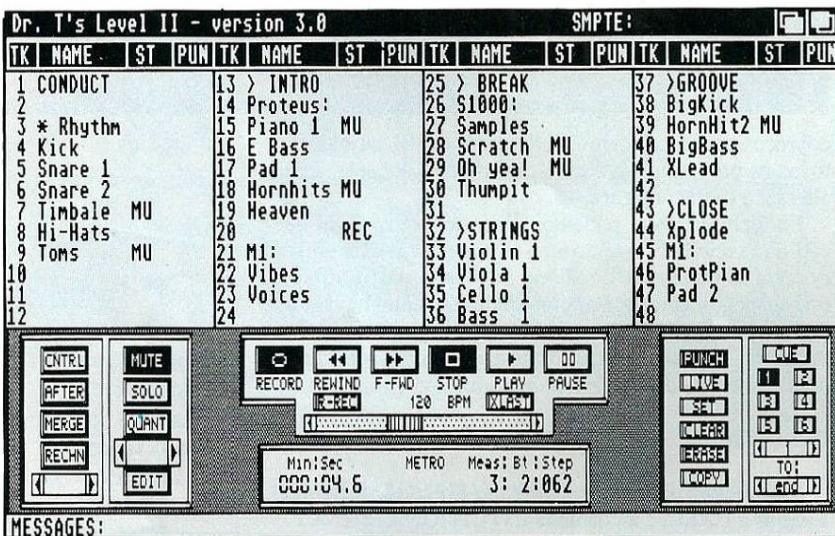 Dr. T's Level II - version 3.0 SMPTE:
TK NAME ST PUN TK NAME ST PUN TK NAME ST PUN TK NAME ST PUN
1 CONDUCT 13 > INTRO 25 > BREAK 37 >GROOVE
2 14 Proteus: 26 S1000: 38 BigKick
3 * Rhythm 15 Piano 1 MU 27 Samples 39 HornHit2 MU
4 Kick 16 E Bass 28 Scratch MU 40 BigBass
5 Snare 1 17 Pad 1 29 Oh yea! MU 41 XLead
6 Snare 2 18 Hornhits MU 30 Thumpit 42
7 Timbale MU 19 Heaven 31 43 >CLOSE
8 Hi-Hats 20 REC 32 >STRINGS 44 Xplode
9 Toms MU 21 M1: 33 Violin 1 45 M1:
10 22 Vibes 34 Viola 1 46 ProtPian
11 23 Voices 35 Cello 1 47 Pad 2
12 24 36 Bass 1 48
CNTRL MUTE
AFTER SOLO
MERGE QUANT
RECHN EDIT
RECORD REWIND F-FWD STOP PLAY PAUSE
R-REC 120 BPM XLAST
Min:Sec METRO Meas: Bt :Step
000:04.6 3: 2:062
PUNCH CUE
LIVE 1 2
SET 3 4
CLEAR 5 6
ERASE 1
COPY TO:
end
MESSAGES: